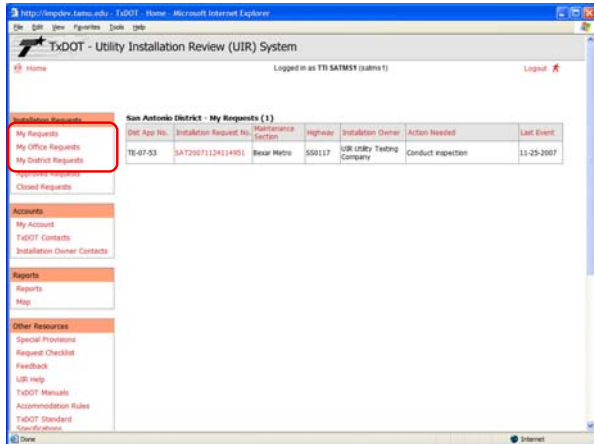 http://impdev.tamu.edu - TxDOT - Home - Microsoft Internet Explorer
File Edit View Favorites Tools Help
TxDOT - Utility Installation Review (UIR) System
Home
Logged in as TTI SATMS1 (satms1)
Logout
Installation Requests
My Requests
My Office Requests
My District Requests
Approved Requests
Closed Requests
Accounts
My Account
TxDOT Contacts
Installation Owner Contacts
Reports
Reports
Map
Other Resources
Special Provisions
Request Checklist
Feedback
UIR Help
TxDOT Manuals
Accommodation Rules
TxDOT Standard
Specifications
San Antonio District - My Requests (1)
Dist App No. Installation Request No. Maintenance Section Highway Installation Owner Action Needed Last Event
TE-07-53 SAT20071124114951 Bexar Metro SS0117 UIR Utility Testing Company Conduct inspection 11-25-2007
Done
Internet